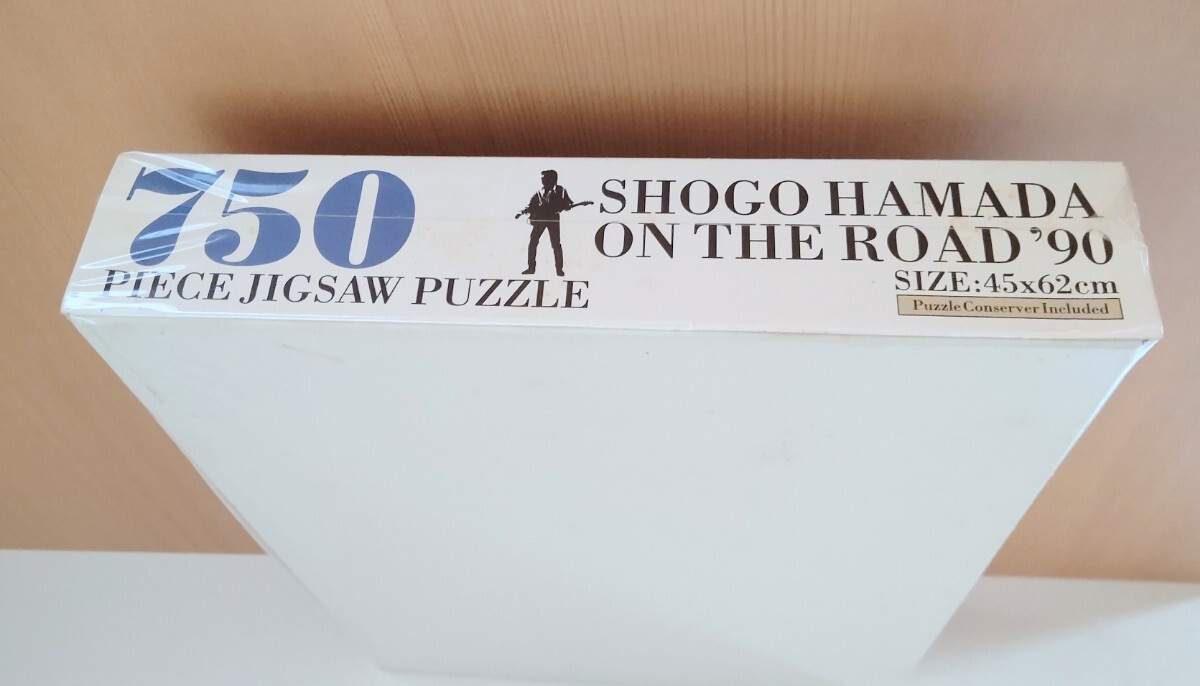 750
PIECE JIGSAW PUZZLE
SHOGO HAMADA
ON THE ROAD ’90
SIZE:45x62cm
Puzzle Conserver Included